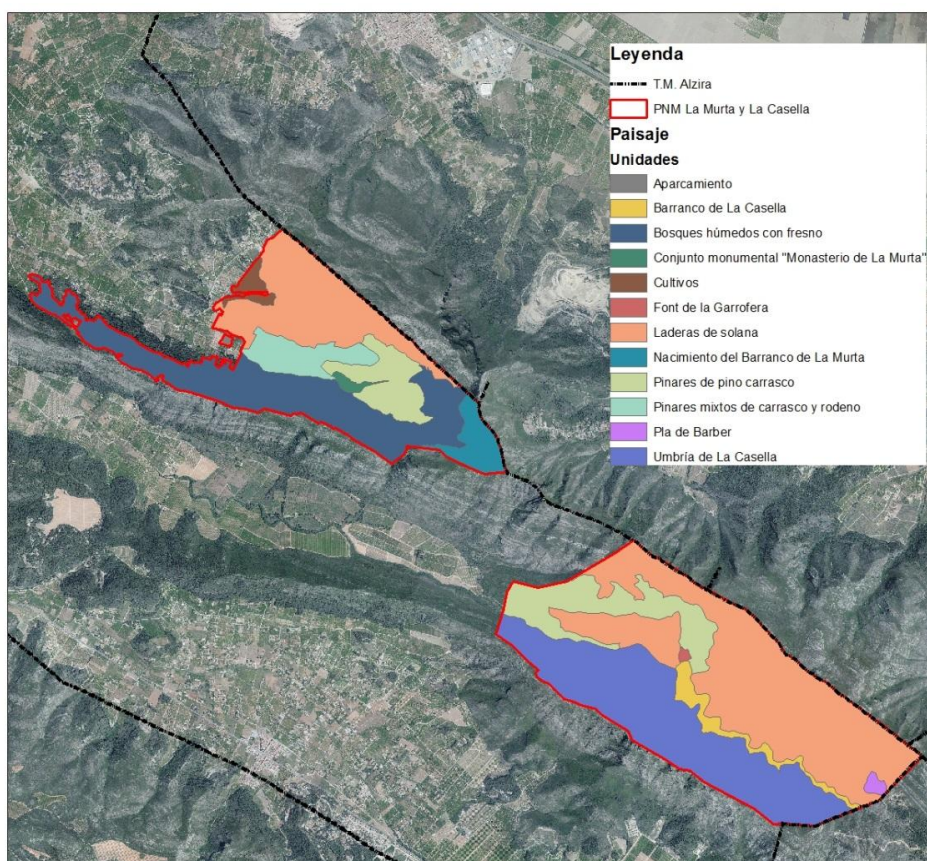 Leyenda
T.M. Alzira
PNM La Murta y La Casella
Paisaje
Unidades
Aparcamiento
Barranco de La Casella
Bosques húmedos con fresno
Conjunto monumental "Monasterio de La Murta"
Cultivos
Font de la Garrofera
Laderas de solana
Nacimiento del Barranco de La Murta
Pinares de pino carrasco
Pinares mixtos de carrasco y rodeno
Pla de Barber
Umbría de La Casella